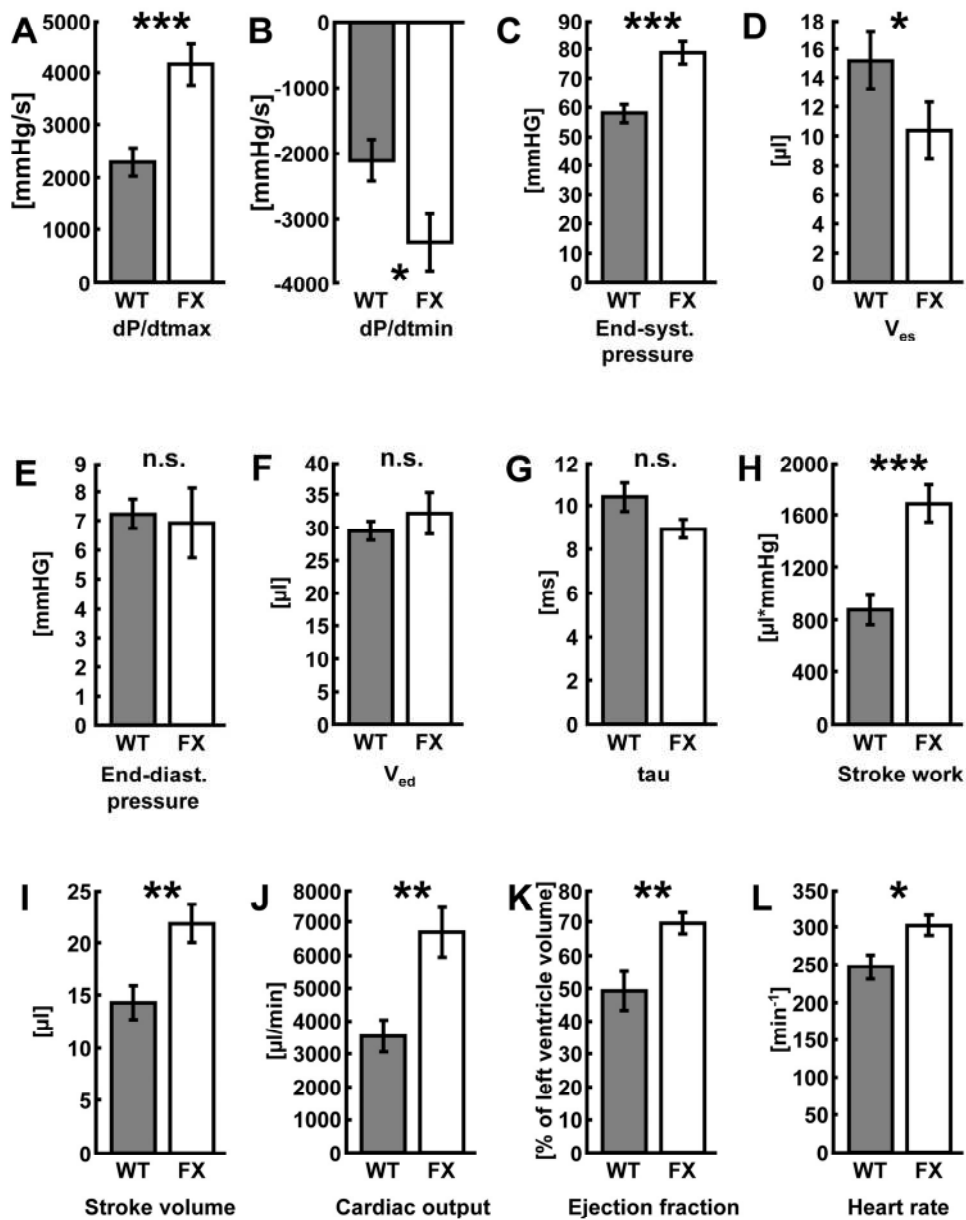 A
***
[mmHg/s]
5000
4000
3000
2000
1000
0
WT FX
dP/dtmax
B
[mmHg/s]
0
-1000
-2000
-3000
-4000
*
WT FX
dP/dtmin
C
***
[mmHG]
90
80
70
60
50
40
30
20
10
0
WT FX
End-syst.
pressure
D
*
[µl]
18
16
14
12
10
8
6
4
2
0
WT FX
Ves
E
n.s.
[mmHG]
9
8
7
6
5
4
3
2
1
0
WT FX
End-diast.
pressure
F
n.s.
[µl]
40
35
30
25
20
15
10
5
0
WT FX
Ved
G
n.s.
[ms]
12
10
8
6
4
2
0
WT FX
tau
H
***
[µl*mmHg]
2000
1600
1200
800
400
0
WT FX
Stroke work
I
**
[µl]
25
20
15
10
5
0
WT FX
Stroke volume
J
**
[µl/min]
8000
7000
6000
5000
4000
3000
2000
1000
0
WT FX
Cardiac output
K
**
[% of left ventricle volume]
80
70
60
50
40
30
20
10
0
WT FX
Ejection fraction
L
*
[min-1]
350
300
250
200
150
100
50
0
WT FX
Heart rate